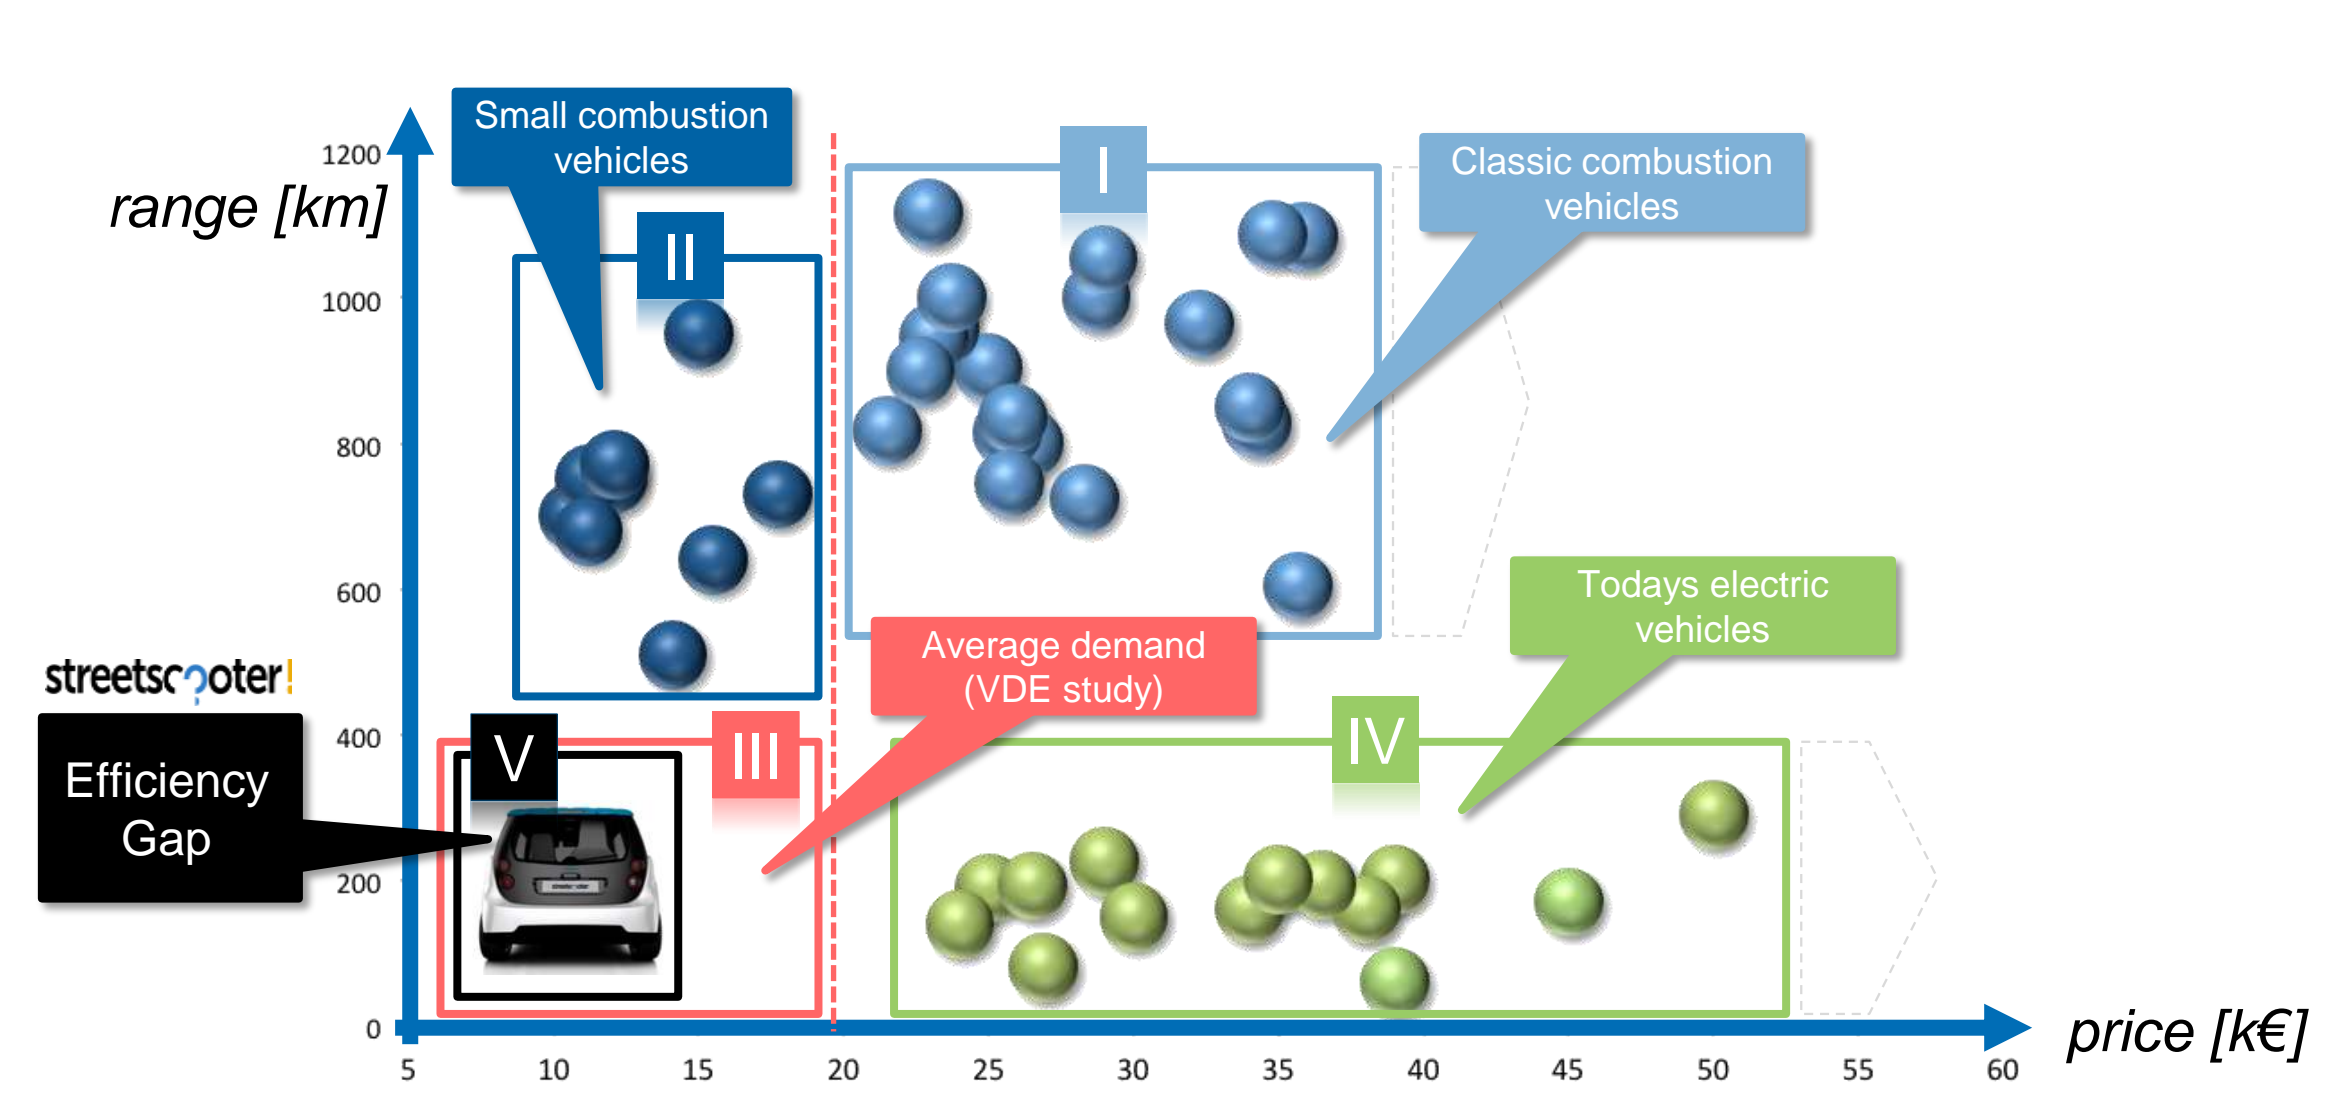 Small combustion
vehicles
I
Classic combustion
vehicles
1200
range [km]
II
1000
800
600
Todays electric
vehicles
Average demand
(VDE study)
streetscooter!
400
V
III
IV
Efficiency
Gap
200
0
price [k€]
5
10
15
20
25
30
35
40
45
50
55
60